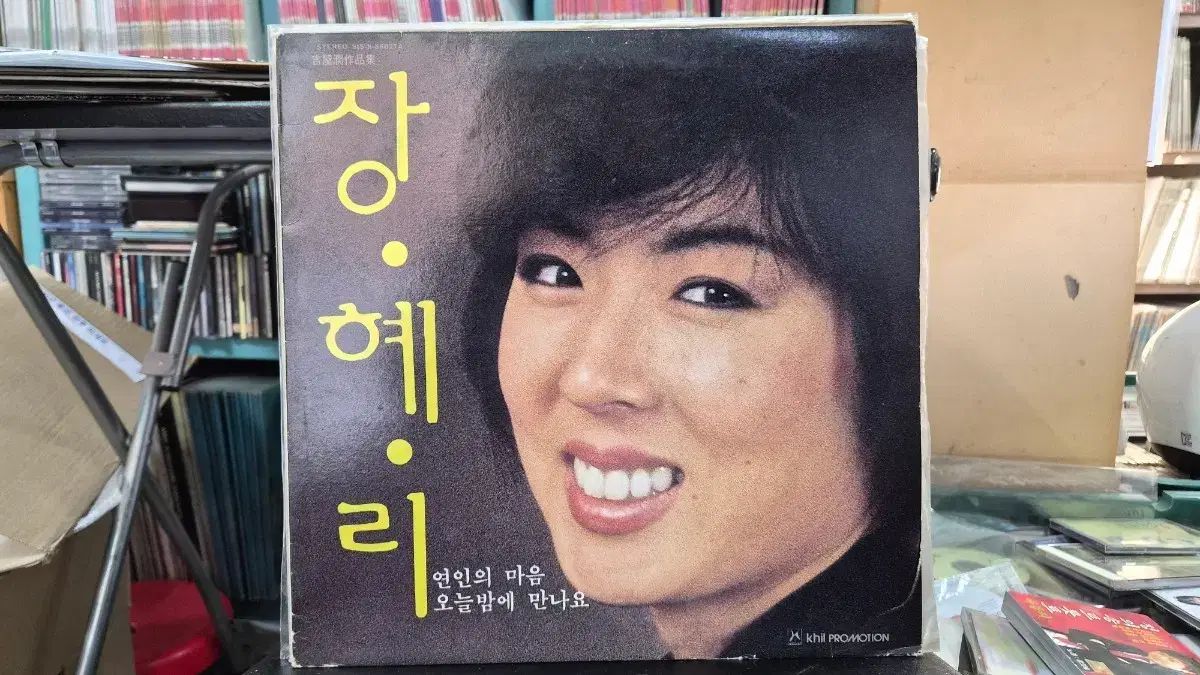 STEREO
吉屋潤作品集
장·혜·리
연인의 마음
오늘밤에 만나요
khil PROMOTION